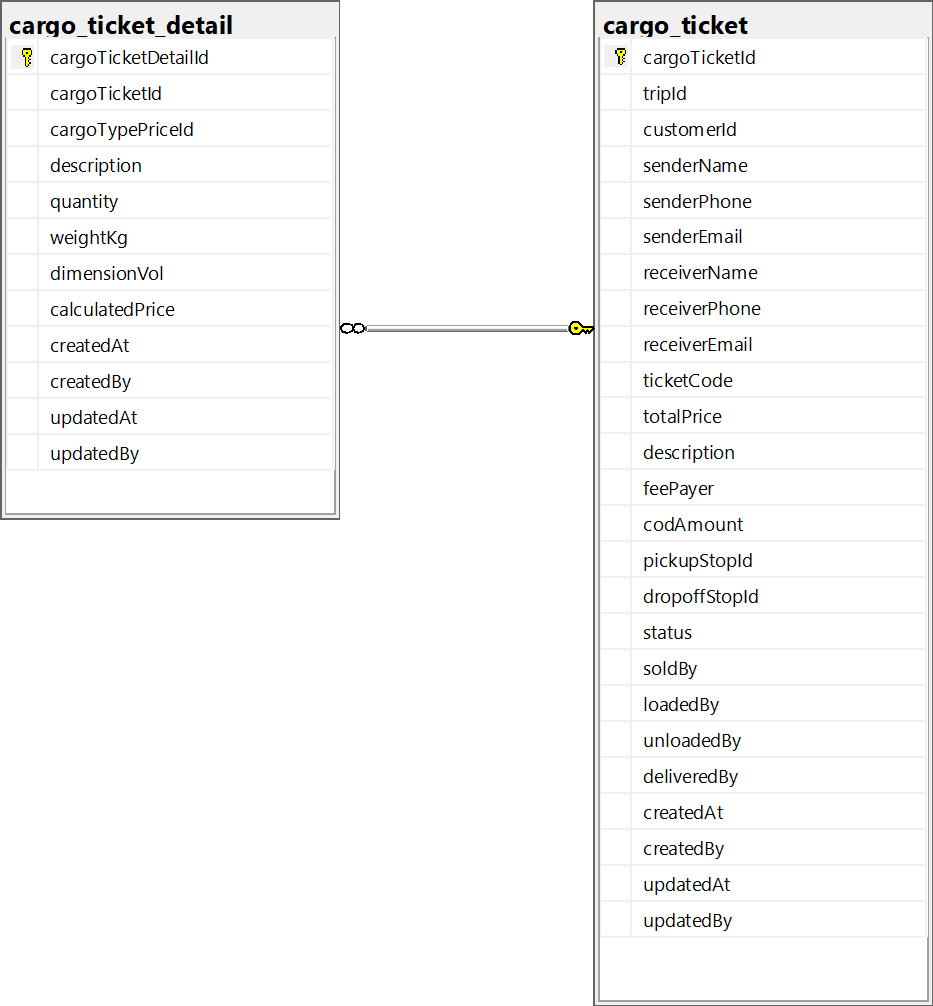 cargo_ticket_detail
cargoTicketDetailId
cargoTicketId
cargoTypePriceId
description
quantity
weightKg
dimensionVol
calculatedPrice
createdAt
createdBy
updatedAt
updatedBy
cargo_ticket
cargoTicketId
tripId
customerId
senderName
senderPhone
senderEmail
receiverName
receiverPhone
receiverEmail
ticketCode
totalPrice
description
feePayer
codAmount
pickupStopId
dropoffStopId
status
soldBy
loadedBy
unloadedBy
deliveredBy
createdAt
createdBy
updatedAt
updatedBy